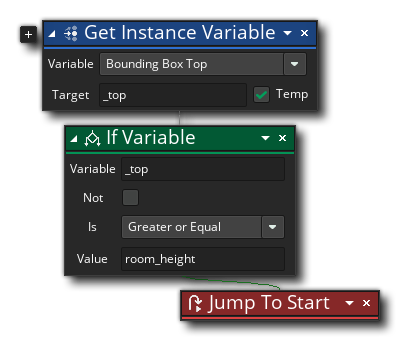 Get Instance Variable
Variable Bounding Box Top
Target _top Temp
If Variable
Variable _top
Not
Is Greater or Equal
Value room_height
Jump To Start